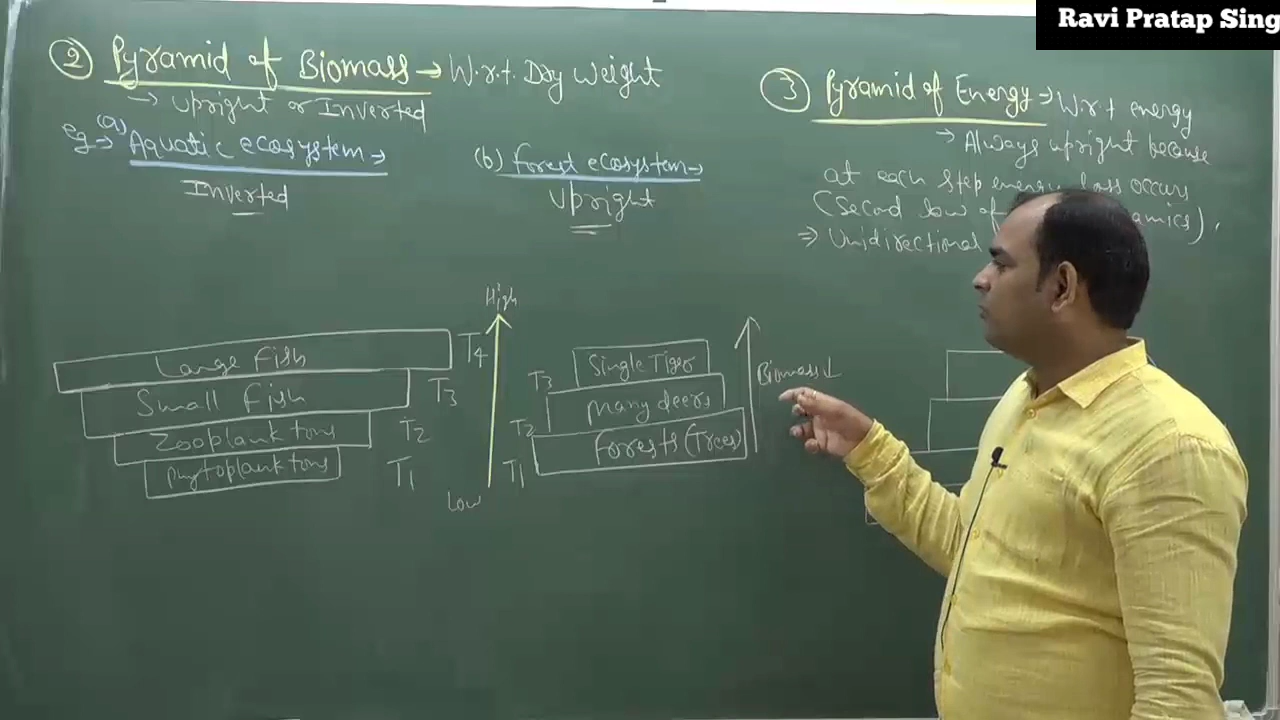 Ravi Pratap Sing
② Pyramid of Biomass → W.r.t. Dry weight
→ Upright or Inverted
eg → (a) Aquatic ecosystem →
Inverted
(b) forest ecosystem →
Upright
High
Large Fish T4
Small Fish T3
Zooplanktons T2
Phytoplanktons T1
Low
Single Tiger T3
Many deers T2
Forests (Trees) T1
Biomass ↓
③ Pyramid of Energy → W.r.t energy
→ Always upright because
at each step energy loss occurs
(Second law of amics).
⇒ Unidirectional